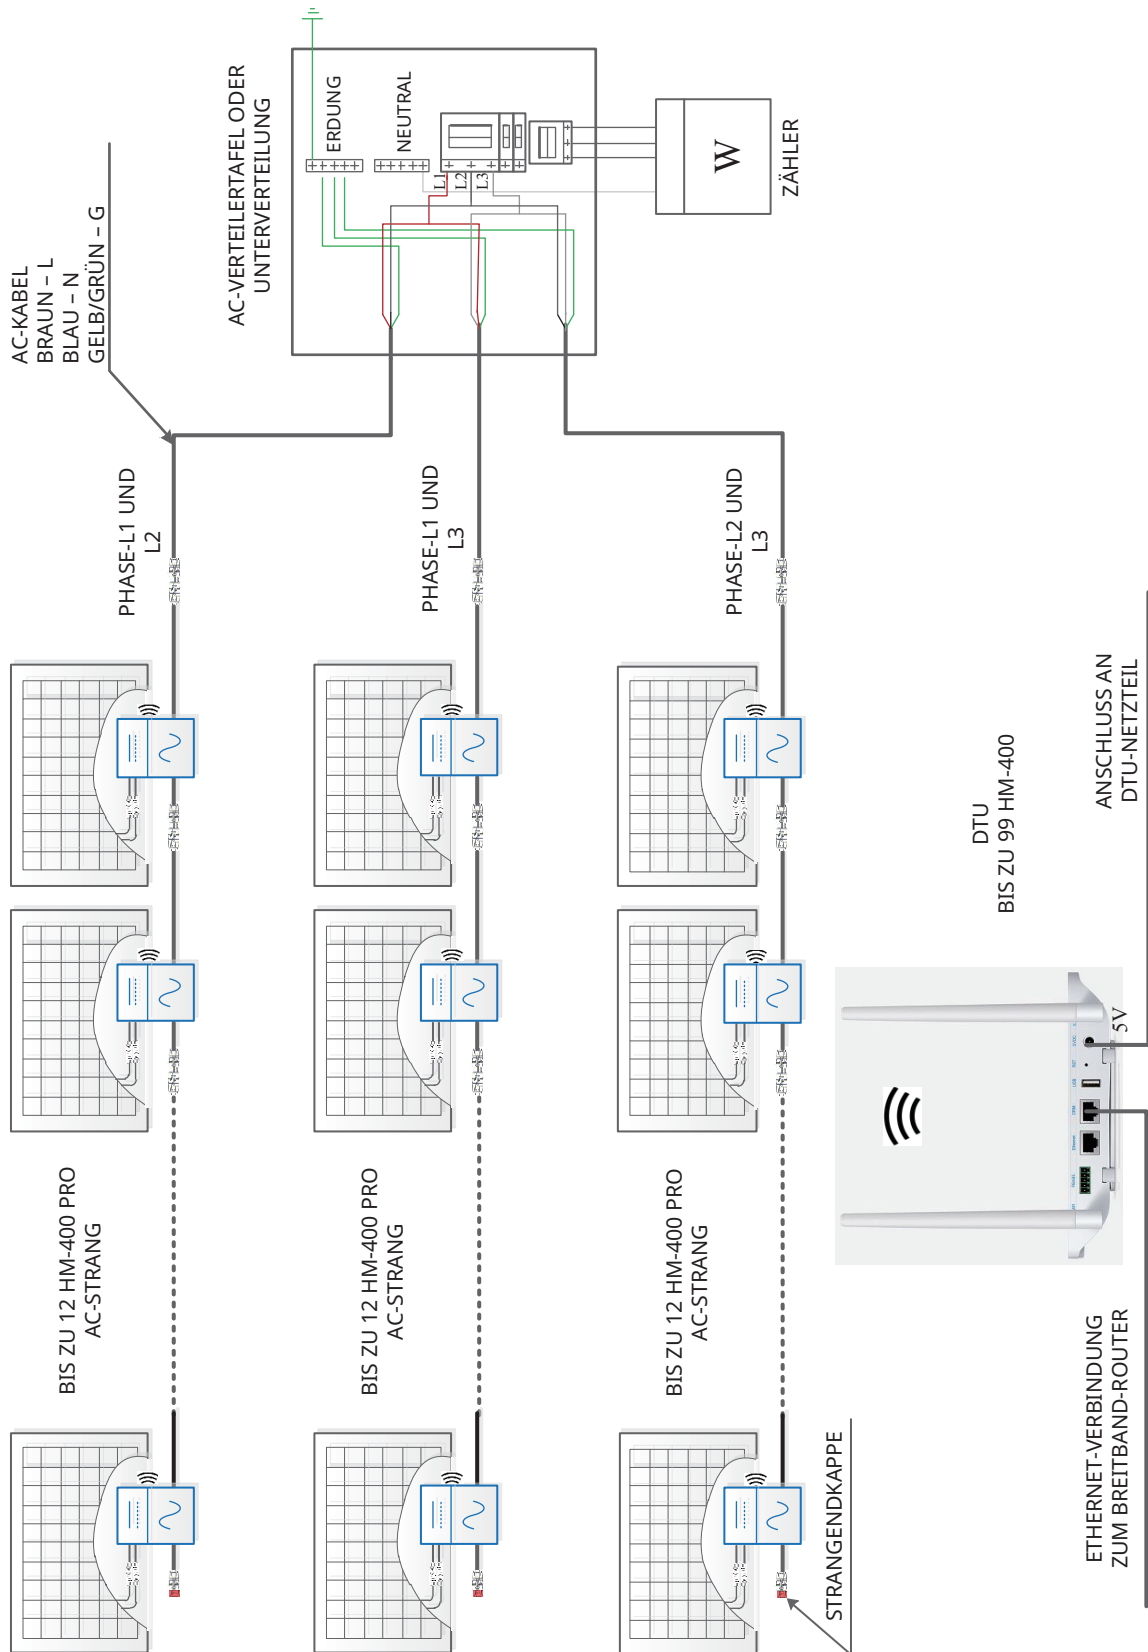 AC-KABEL
BRAUN – L
BLAU – N
GELB/GRÜN – G
AC-VERTEILERTAFEL ODER
UNTERVERTEILUNG
ERDUNG
NEUTRAL
L1
L2
L3
W
ZÄHLER
PHASE-L1 UND
L2
PHASE-L1 UND
L3
PHASE-L2 UND
L3
BIS ZU 12 HM-400 PRO
AC-STRANG
BIS ZU 12 HM-400 PRO
AC-STRANG
BIS ZU 12 HM-400 PRO
AC-STRANG
STRANGENDKAPPE
DTU
BIS ZU 99 HM-400
ANSCHLUSS AN
DTU-NETZTEIL
5V
USB
Ethernet
ETHERNET-VERBINDUNG
ZUM BREITBAND-ROUTER